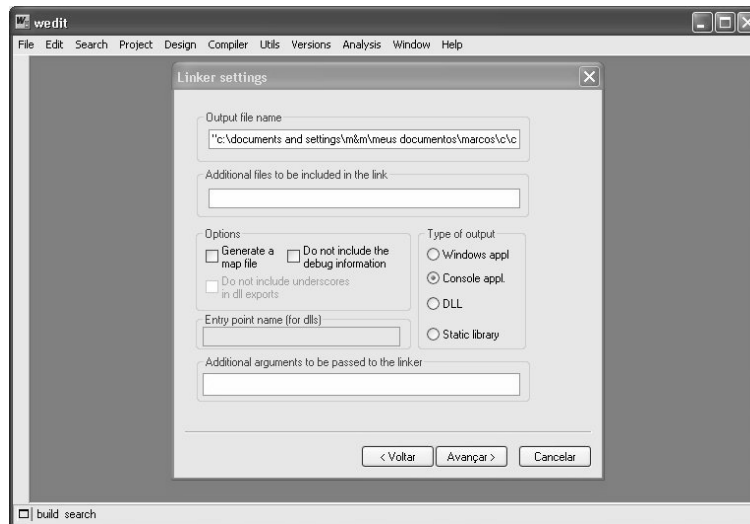 wedit
File Edit Search Project Design Compiler Utils Versions Analysis Window Help
Linker settings
Output file name
"c:\documents and settings\m&m\meus documentos\marcos\c\c
Additional files to be included in the link
Options
Generate a map file
Do not include the debug information
Do not include underscores in dll exports
Type of output
Windows appl
Console appl.
DLL
Static library
Entry point name (for dlls)
Additional arguments to be passed to the linker
< Voltar Avançar > Cancelar
build search